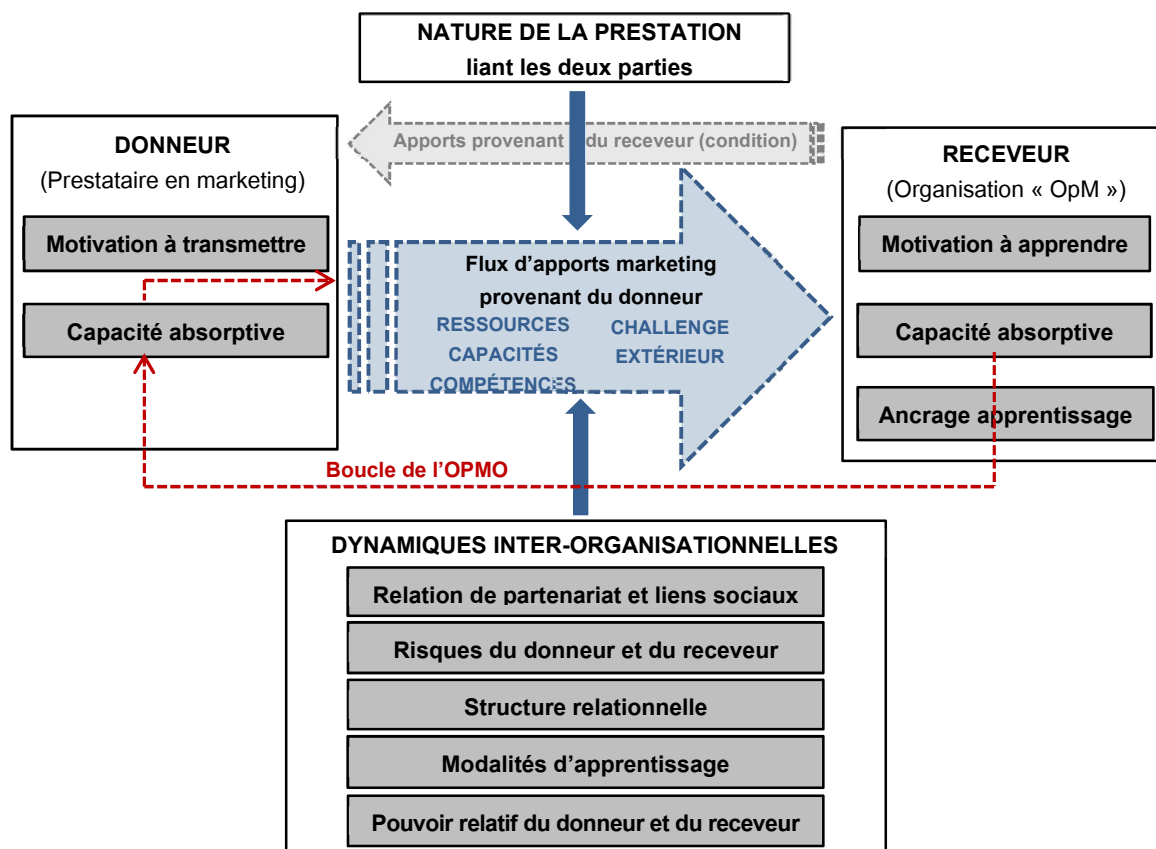 NATURE DE LA PRESTATION
liant les deux parties
Apports provenant du receveur (condition)
DONNEUR
(Prestataire en marketing)
Motivation à transmettre
Capacité absorptive
Flux d'apports marketing
provenant du donneur
RESSOURCES
CAPACITÉS
COMPÉTENCES
CHALLENGE
EXTÉRIEUR
RECEVEUR
(Organisation « OpM »)
Motivation à apprendre
Capacité absorptive
Ancrage apprentissage
Boucle de l'OPMO
DYNAMIQUES INTER-ORGANISATIONNELLES
Relation de partenariat et liens sociaux
Risques du donneur et du receveur
Structure relationnelle
Modalités d'apprentissage
Pouvoir relatif du donneur et du receveur